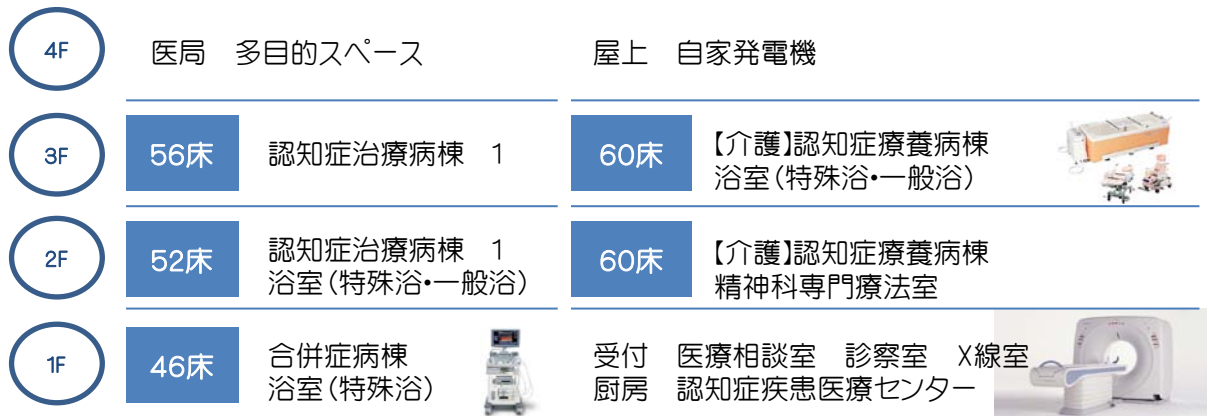 4F
医局　多目的スペース
屋上　自家発電機
3F
56床
認知症治療病棟　1
60床
【介護】認知症療養病棟
浴室（特殊浴・一般浴）
2F
52床
認知症治療病棟　1
浴室（特殊浴・一般浴）
60床
【介護】認知症療養病棟
精神科専門療法室
1F
46床
合併症病棟
浴室（特殊）
受付　医療相談室　診察室　X線室
厨房　認知症疾患医療センター